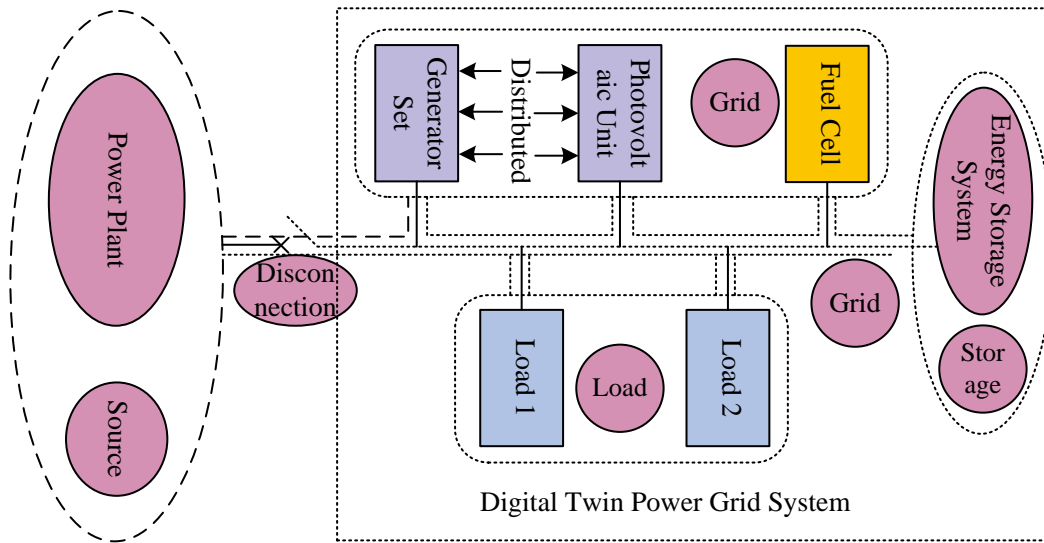 Power Plant
Source
Discon
nection
Generator
Set
Distributed
Photovolt
aic Unit
Grid
Fuel Cell
Energy Storage
System
Stor
age
Grid
Load 1
Load
Load 2
Digital Twin Power Grid System